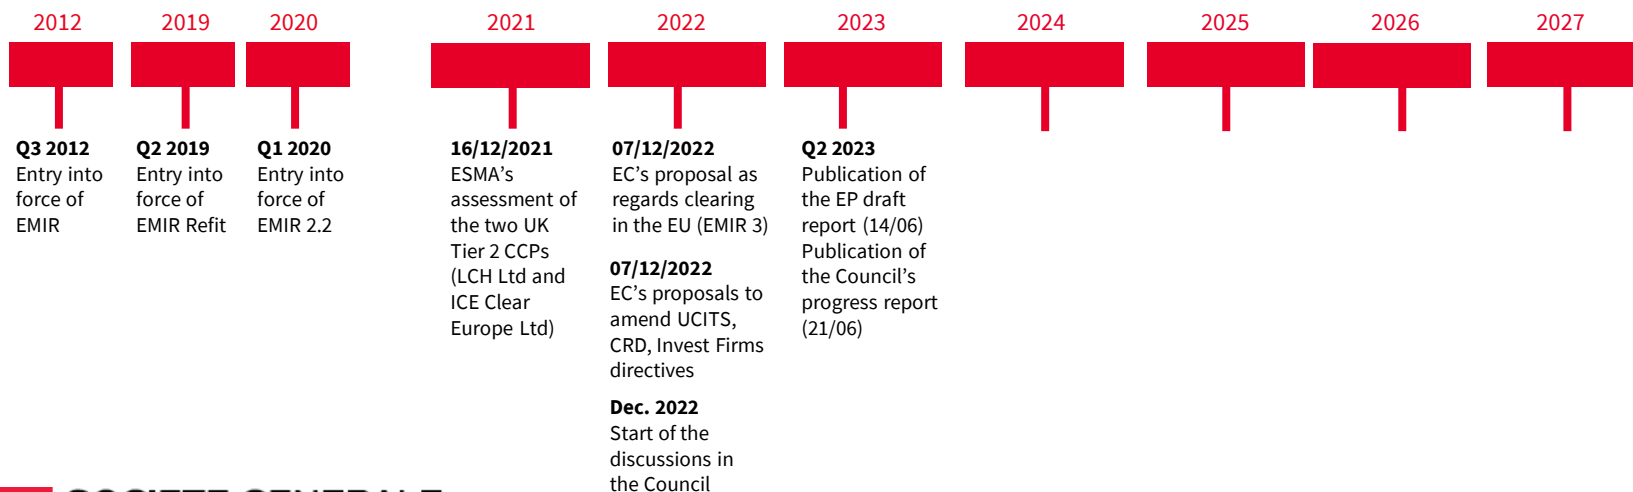 2012
2019
2020
2021
2022
2023
2024
2025
2026
2027
Q3 2012
Entry into
force of
EMIR
Q2 2019
Entry into
force of
EMIR Refit
Q1 2020
Entry into
force of
EMIR 2.2
16/12/2021
ESMA’s
assessment of
the two UK
Tier 2 CCPs
(LCH Ltd and
ICE Clear
Europe Ltd)
07/12/2022
EC’s proposal as
regards clearing
in the EU (EMIR 3)
07/12/2022
EC’s proposals to
amend UCITS,
CRD, Invest Firms
directives
Dec. 2022
Start of the
discussions in
the Council
Q2 2023
Publication of
the EP draft
report (14/06)
Publication of
the Council’s
progress report
(21/06)
SOCIETE GENERALE